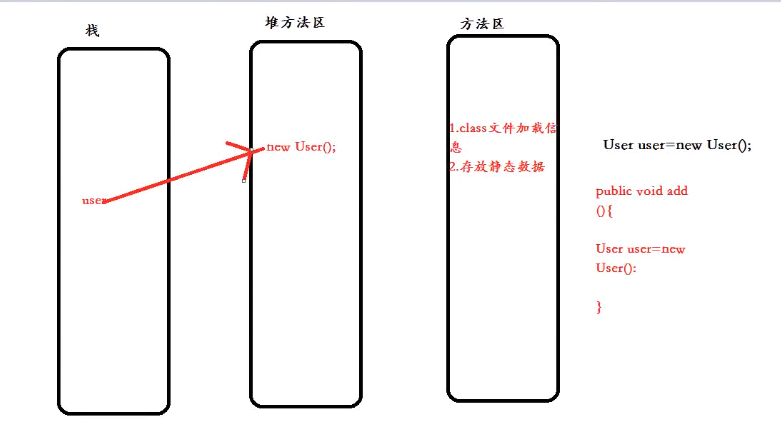 栈
堆方法区
方法区
user
new User();
1.class文件加载信
息
2.存放静态数据
User user=new User();
public void add
(){
User user=new
User():
}